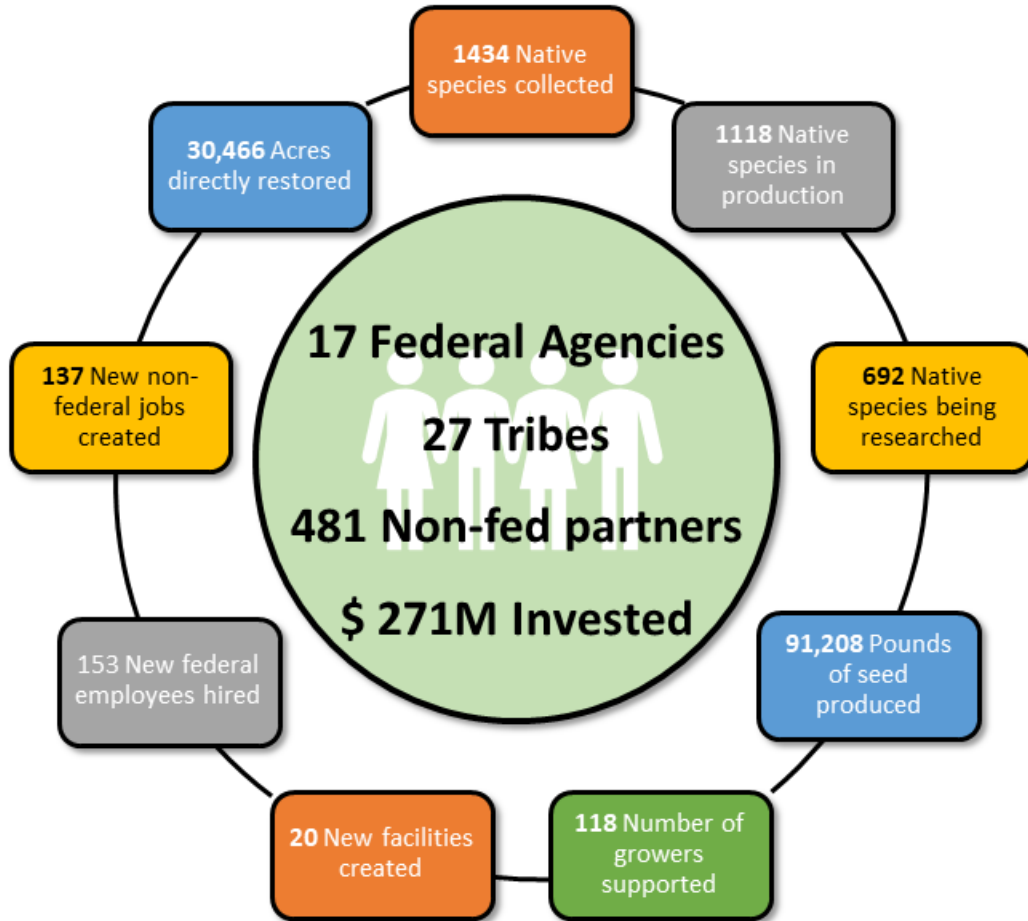 1434 Native
species collected
1118 Native
species in
production
692 Native
species being
researched
91,208 Pounds
of seed
produced
118 Number of
growers
supported
20 New facilities
created
153 New federal
employees hired
137 New non-
federal jobs
created
30,466 Acres
directly restored
17 Federal Agencies
27 Tribes
481 Non-fed partners
$ 271M Invested